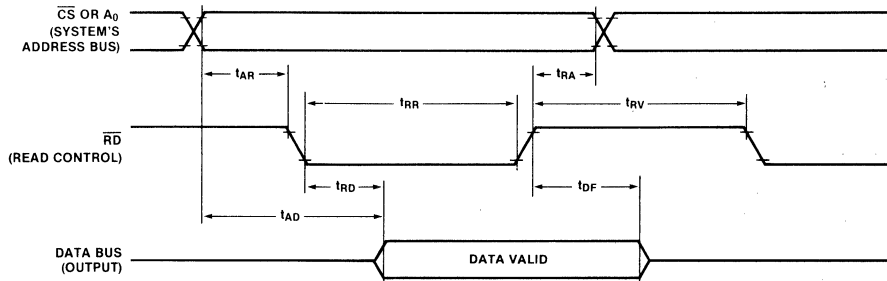 CS OR A0
(SYSTEM'S
ADDRESS BUS)
tAR
tRA
tRR
tRV
RD
(READ CONTROL)
tRD
tDF
tAD
DATA BUS
(OUTPUT)
DATA VALID